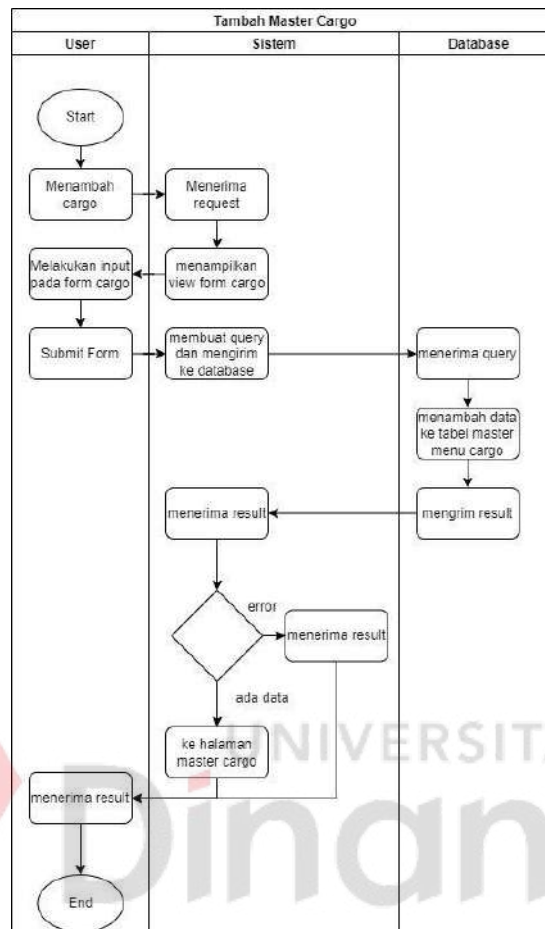 Tambah Master Cargo
User
Sistem
Database
Start
Menambah
cargo
Menerima
request
Melakukan input
pada form cargo
menampilkan
view form cargo
Submit Form
membuat query
dan mengirim
ke database
menerima query
menambah data
ke tabel master
menu cargo
menerima result
mengrim result
error
menerima result
ada data
ke halaman
master cargo
menerima result
End
UNIVERSIT
Dinam